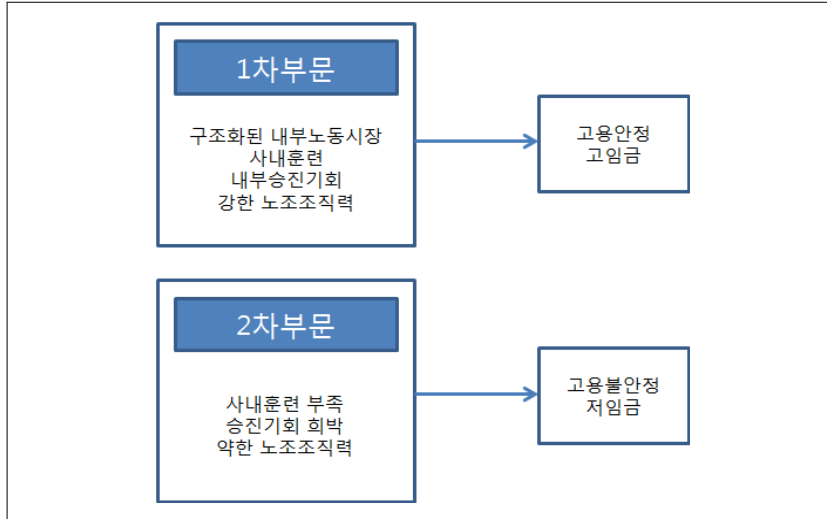 1차부문
구조화된 내부노동시장
사내훈련
내부승진기회
강한 노조조직력
고용안정
고임금
2차부문
사내훈련 부족
승진기회 희박
약한 노조조직력
고용불안정
저임금